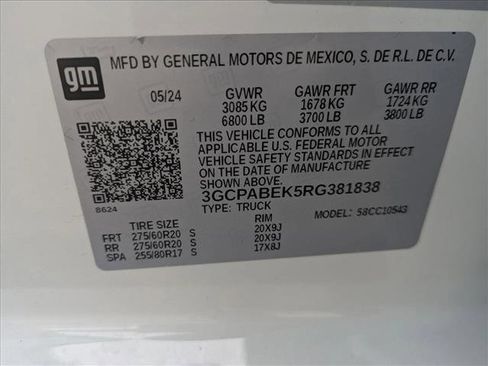 gm
MFD BY GENERAL MOTORS DE MEXICO, S. DE R.L. DE C.V.
05/24 GVWR GAWR FRT GAWR RR
3085 KG 1678 KG 1724 KG
6800 LB 3700 LB 3800 LB
THIS VEHICLE CONFORMS TO ALL
APPLICABLE U.S. FEDERAL MOTOR
VEHICLE SAFETY STANDARDS IN EFFECT
ON THE DATE OF MANUFACTURE SHOWN ABOVE.
3GCPABEK5RG381838
TYPE: TRUCK MODEL: 58CC10543
8624
TIRE SIZE RIM
FRT 275/60R20 S 20X9J
RR 275/60R20 S 20X9J
SPA 255/80R17 S 17X8J